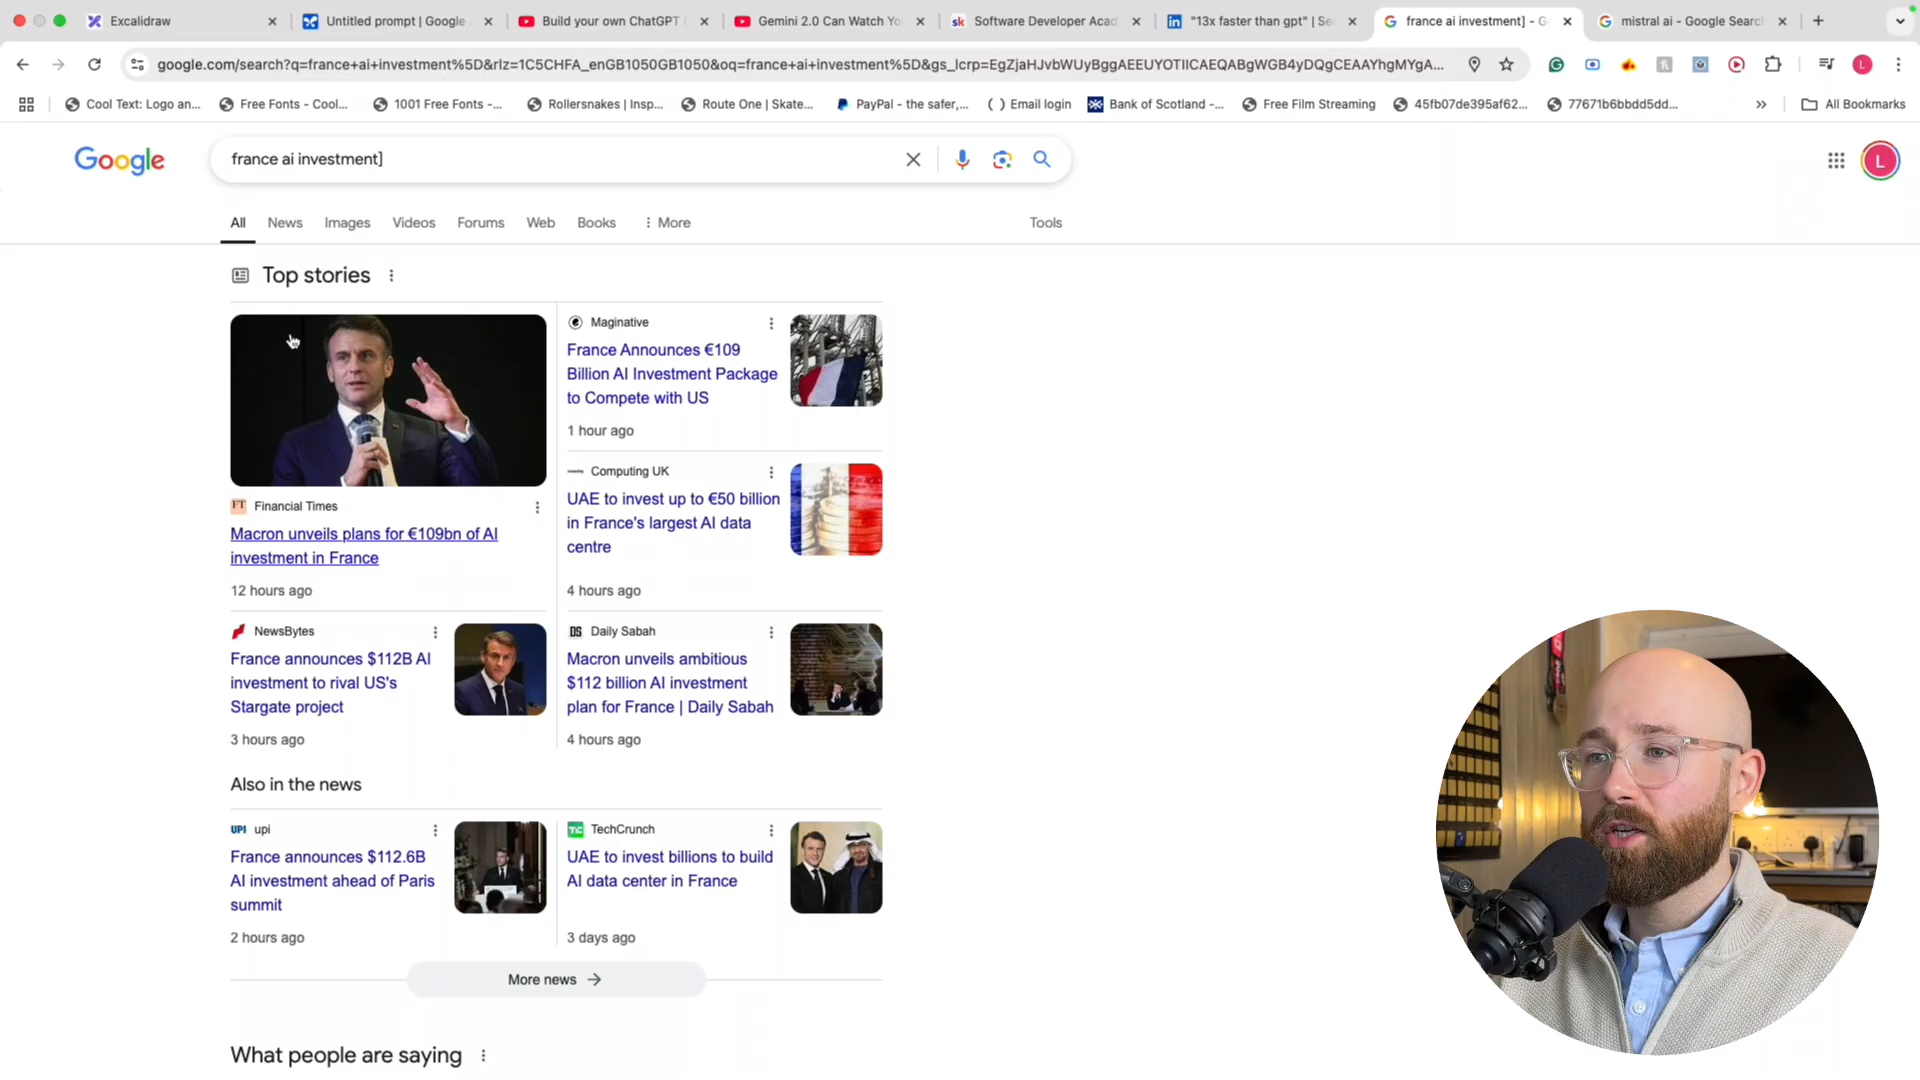 Excalidraw
Untitled prompt | Google
Build your own ChatGPT
Gemini 2.0 Can Watch Yo
Software Developer Acad
"13x faster than gpt" | Se
france ai investment] - G
mistral ai - Google Search
google.com/search?q=france+ai+investment%5D&rlz=1C5CHFA_enGB1050GB1050&oq=france+ai+investment%5D&gs_lcrp=EgZjaHJvbWUyBggAEEUYOTIICAEQABgWGB4yDQgCEAAYhgMYgA...
Cool Text: Logo an...
Free Fonts - Cool...
1001 Free Fonts -...
Rollersnakes | Insp...
Route One | Skate...
PayPal - the safer,...
Email login
Bank of Scotland -...
Free Film Streaming
45fb07de395af62...
77671b6bbdd5dd...
All Bookmarks
Google
france ai investment]
L
All
News
Images
Videos
Forums
Web
Books
More
Tools
Top stories
FT Financial Times
Macron unveils plans for €109bn of AI
investment in France
12 hours ago
Maginative
France Announces €109
Billion AI Investment Package
to Compete with US
1 hour ago
Computing UK
UAE to invest up to €50 billion
in France's largest AI data
centre
4 hours ago
NewsBytes
France announces $112B AI
investment to rival US's
Stargate project
3 hours ago
DS Daily Sabah
Macron unveils ambitious
$112 billion AI investment
plan for France | Daily Sabah
4 hours ago
Also in the news
UPI upi
France announces $112.6B
AI investment ahead of Paris
summit
2 hours ago
TechCrunch
UAE to invest billions to build
AI data center in France
3 days ago
More news
What people are saying